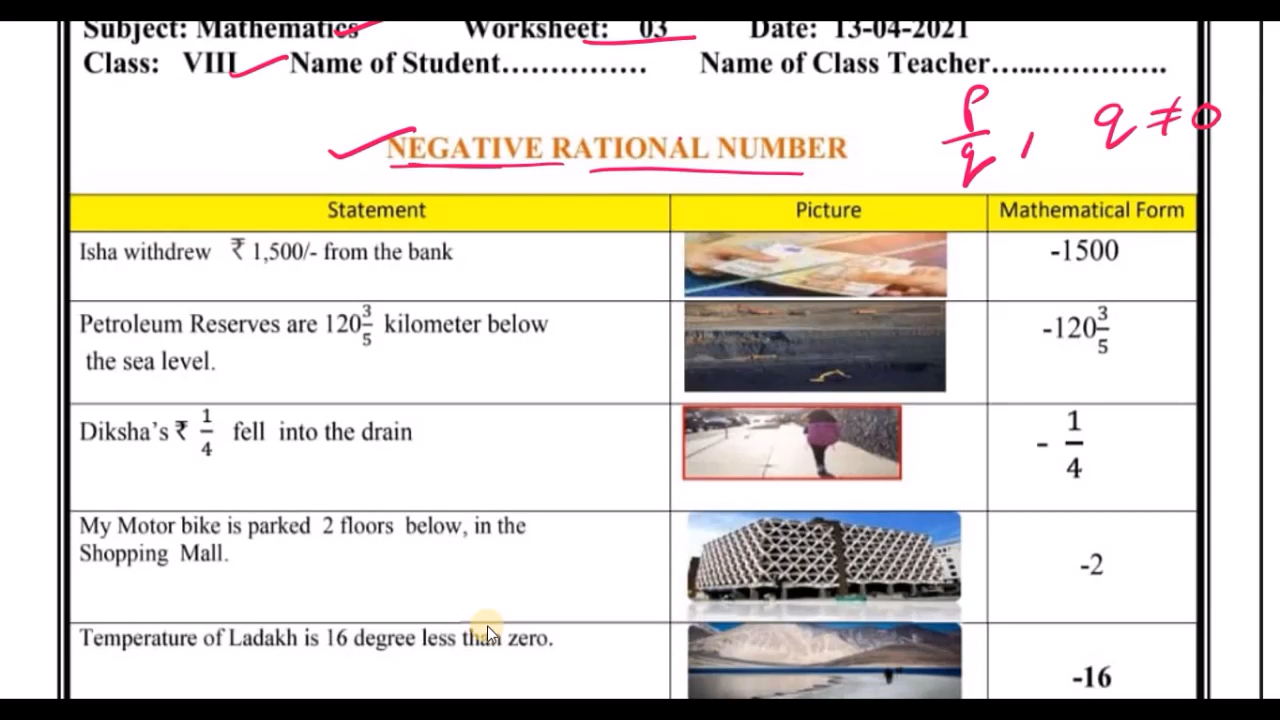 Subject: Mathematics Worksheet: 03 Date: 13-04-2021
Class: VIII Name of Student…………… Name of Class Teacher…...………….
p/q , q ≠ 0
NEGATIVE RATIONAL NUMBER
Statement Picture Mathematical Form
Isha withdrew ₹ 1,500/- from the bank -1500
Petroleum Reserves are 120 3/5 kilometer below -120 3/5
the sea level.
Diksha's ₹ 1/4 fell into the drain - 1/4
My Motor bike is parked 2 floors below, in the
Shopping Mall. -2
Temperature of Ladakh is 16 degree less than zero. -16